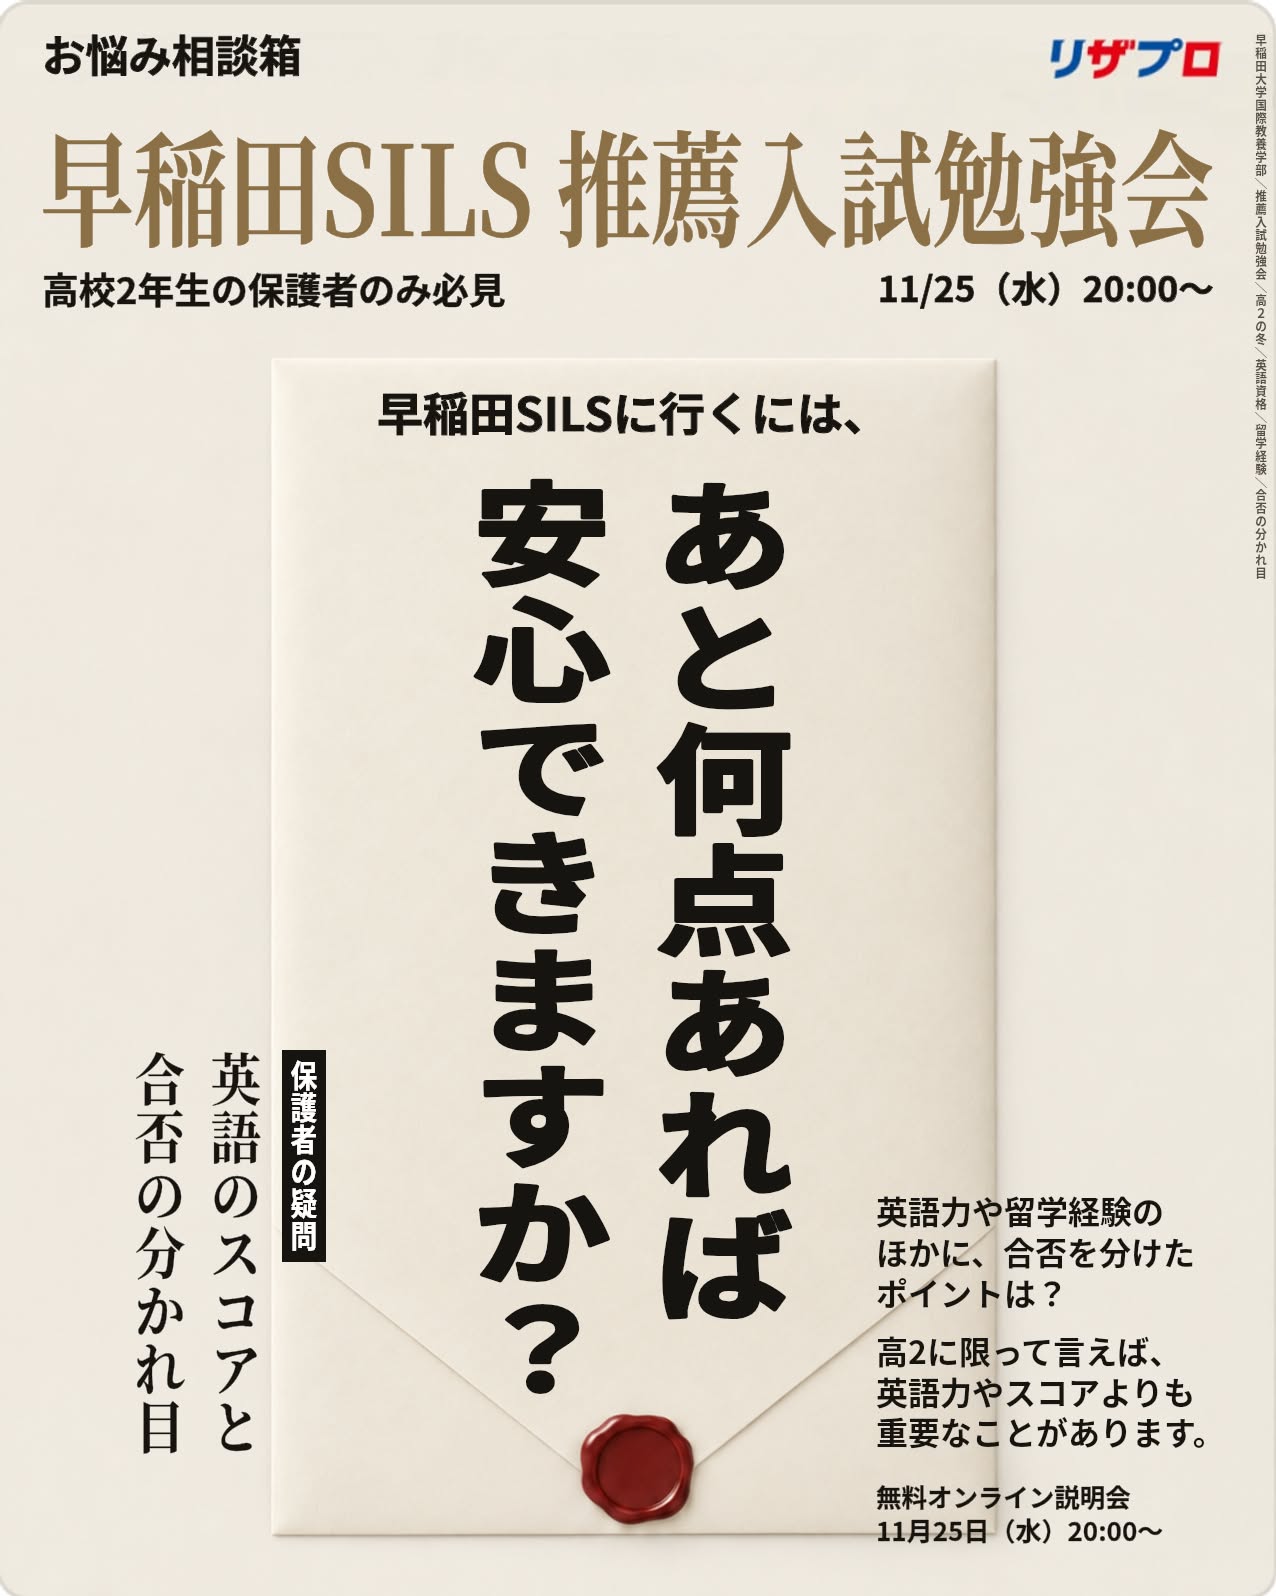 お悩み相談箱
リザプロ
早稲田SILS 推薦入試勉強会
高校2年生の保護者のみ必見
11/25（水）20:00〜
早稲田大学国際教養学部／推薦入試勉強会／高2の冬／英語資格／留学経験／合否の分かれ目
早稲田SILSに行くには、
あと何点あれば
安心できますか？
保護者の疑問
英語のスコアと
合否の分かれ目
英語力や留学経験の
ほかに、合否を分けた
ポイントは？
高2に限って言えば、
英語力やスコアよりも
重要なことがあります。
無料オンライン説明会
11月25日（水）20:00〜